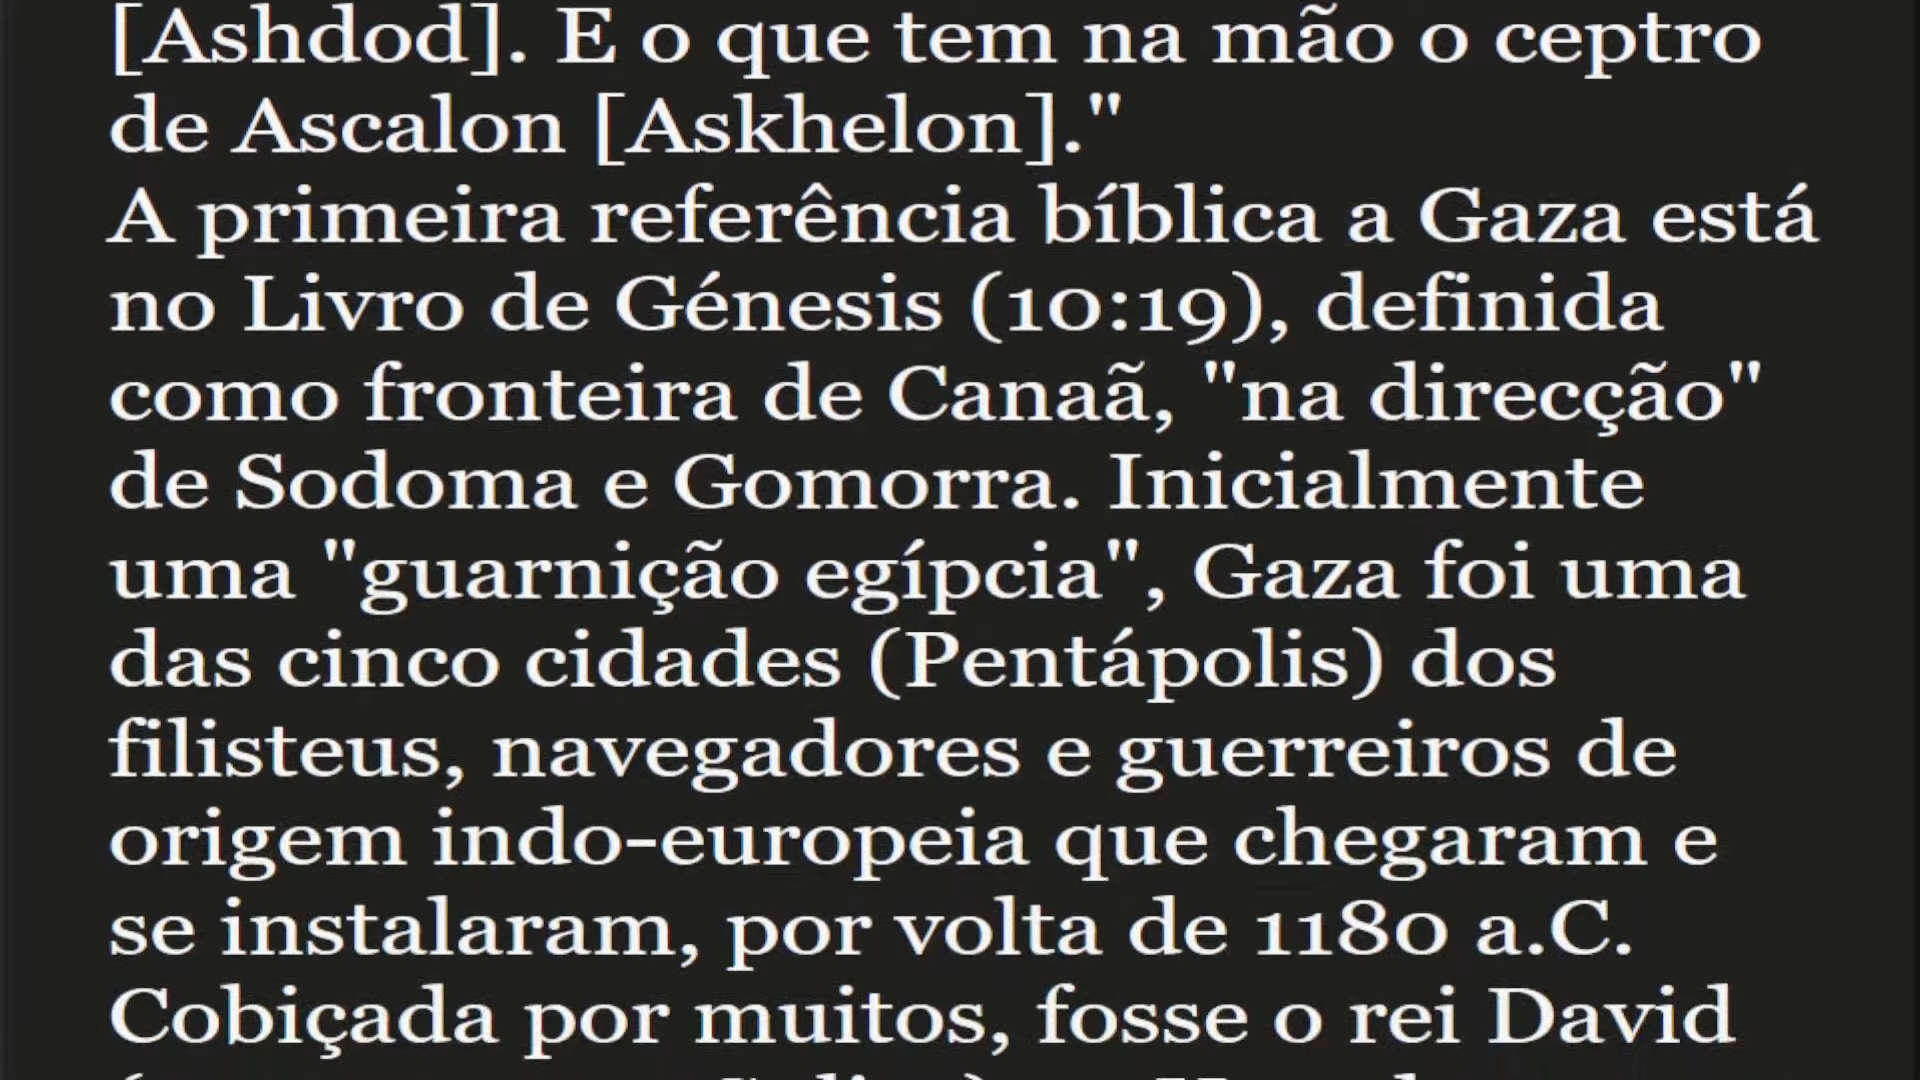 [Ashdod]. E o que tem na mão o ceptro
de Ascalon [Askhelon]."
A primeira referência bíblica a Gaza está
no Livro de Génesis (10:19), definida
como fronteira de Canaã, "na direcção"
de Sodoma e Gomorra. Inicialmente
uma "guarnição egípcia", Gaza foi uma
das cinco cidades (Pentápolis) dos
filisteus, navegadores e guerreiros de
origem indo-europeia que chegaram e
se instalaram, por volta de 1180 a.C.
Cobiçada por muitos, fosse o rei David